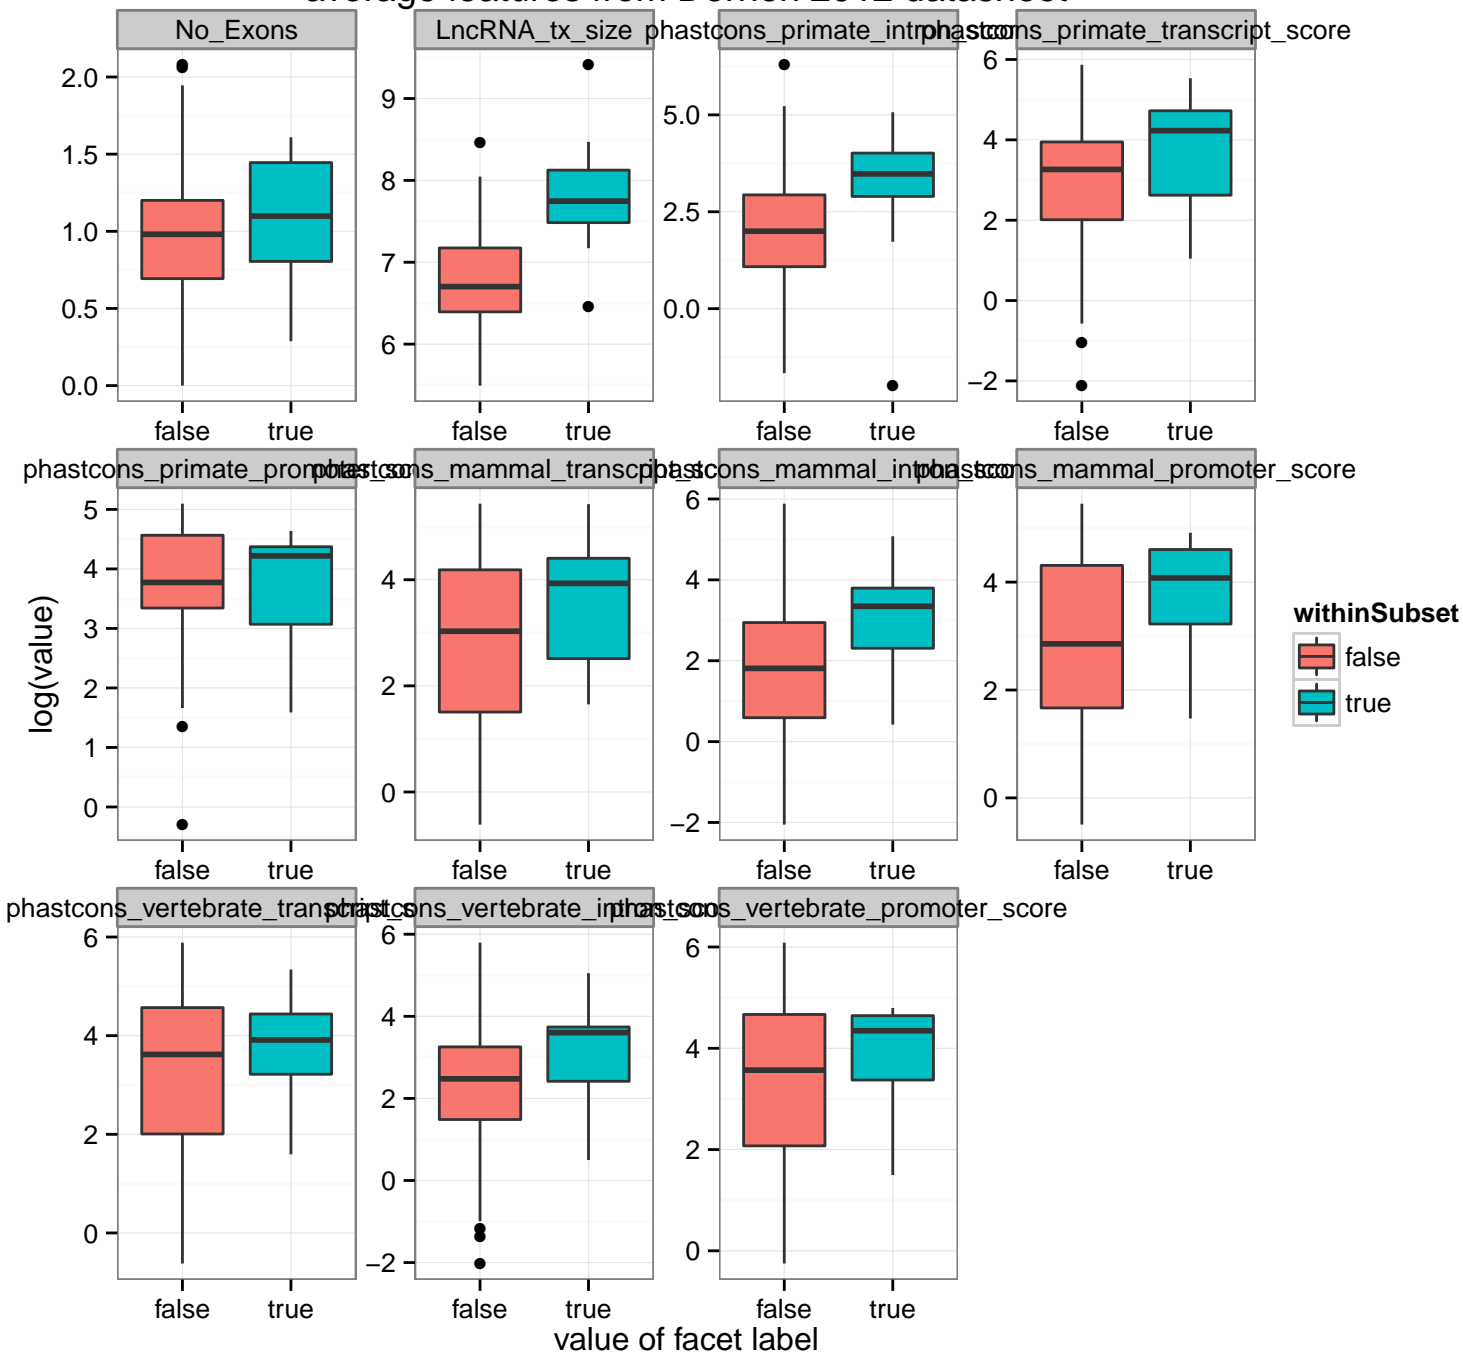 average features from
No_Exons
LncRNA_tx_size
phastcons_primate_transcript_score
2.0
1.5
1.0
0.5
0.0
9
8
7
6
5.0
2.5
0.0
6
4
2
0
−2
false true
false true
false true
false true
phastcons_mammal_promoter_score
5
4
3
2
1
0
4
2
0
6
4
2
0
−2
4
2
0
false true
false true
false true
false true
log(value)
withinSubset
false
true
6
4
2
0
6
4
2
0
−2
6
4
2
0
false true
false true
false true
value of facet label